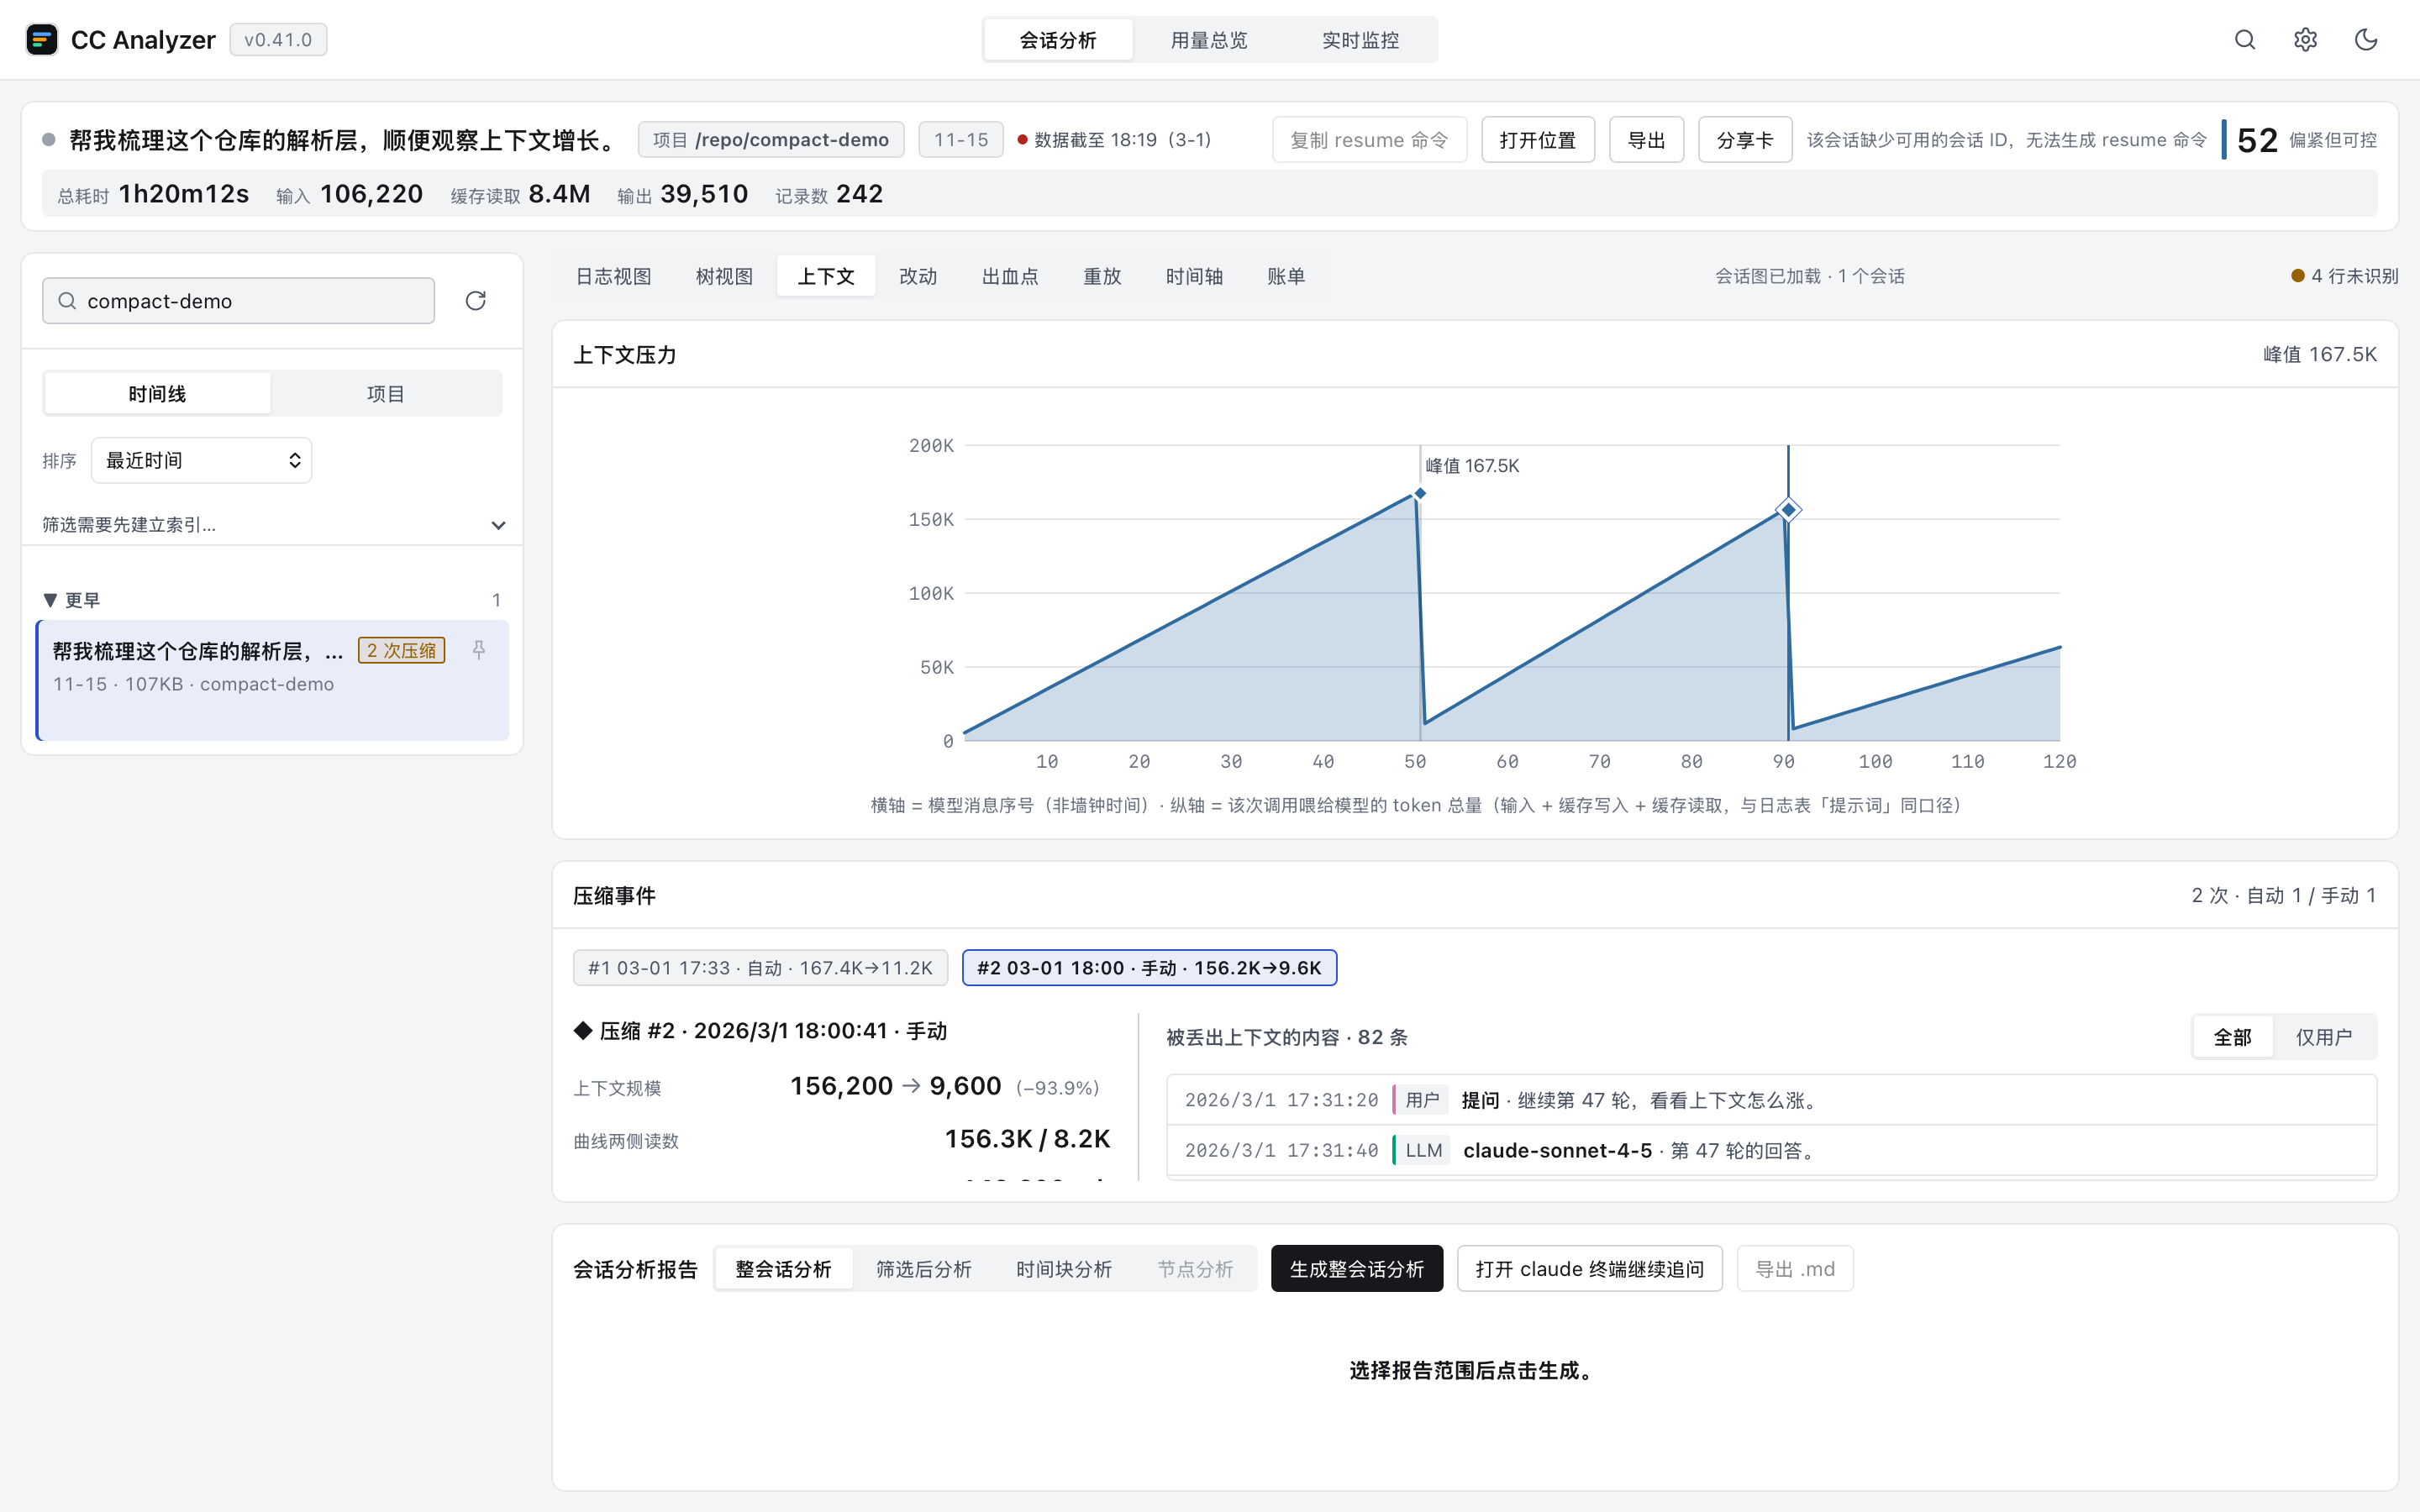 CC Analyzer v0.41.0 会话分析 用量总览 实时监控
帮我梳理这个仓库的解析层，顺便观察上下文增长。 项目 /repo/compact-demo 11-15 数据截至 18:19（3-1） 复制 resume 命令 打开位置 导出 分享卡 该会话缺少可用的会话 ID，无法生成 resume 命令 52 偏紧但可控
总耗时 1h20m12s 输入 106,220 缓存读取 8.4M 输出 39,510 记录数 242
compact-demo
时间线 项目
排序 最近时间
筛选需要先建立索引...
▼ 更早 1
帮我梳理这个仓库的解析层，... 2 次压缩
11-15 · 107KB · compact-demo
日志视图 树视图 上下文 改动 出血点 重放 时间轴 账单 会话图已加载 · 1 个会话 4 行未识别
上下文压力 峰值 167.5K
200K
峰值 167.5K
150K
100K
50K
0
10 20 30 40 50 60 70 80 90 100 110 120
横轴 = 模型消息序号（非墙钟时间）· 纵轴 = 该次调用喂给模型的 token 总量（输入 + 缓存写入 + 缓存读取，与日志表「提示词」同口径）
压缩事件 2 次 · 自动 1 / 手动 1
#1 03-01 17:33 · 自动 · 167.4K→11.2K #2 03-01 18:00 · 手动 · 156.2K→9.6K
◆ 压缩 #2 · 2026/3/1 18:00:41 · 手动
上下文规模 156,200 → 9,600 (−93.9%)
曲线两侧读数 156.3K / 8.2K
被丢出上下文的内容 · 82 条 全部 仅用户
2026/3/1 17:31:20 用户 提问 · 继续第 47 轮，看看上下文怎么涨。
2026/3/1 17:31:40 LLM claude-sonnet-4-5 · 第 47 轮的回答。
会话分析报告 整会话分析 筛选后分析 时间块分析 节点分析 生成整会话分析 打开 claude 终端继续追问 导出 .md
选择报告范围后点击生成。